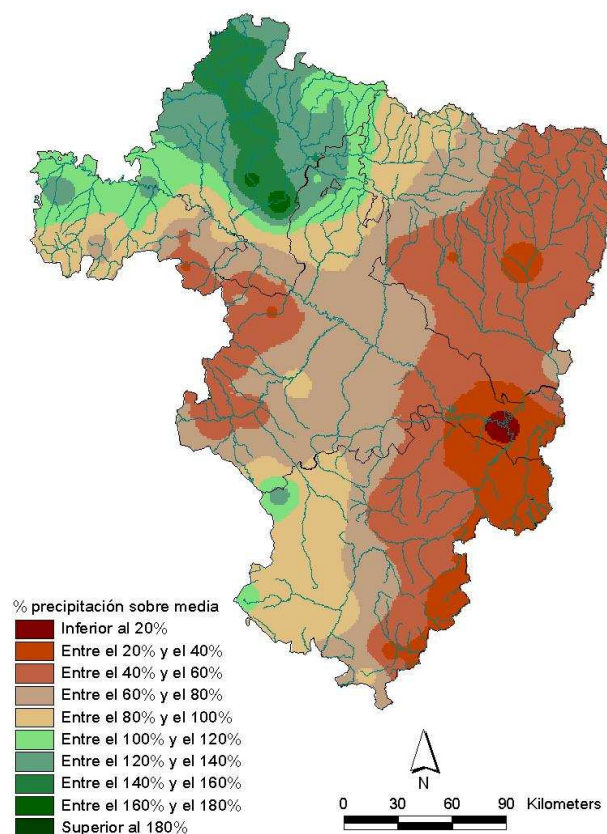 % precipitación sobre media
Inferior al 20%
Entre el 20% y el 40%
Entre el 40% y el 60%
Entre el 60% y el 80%
Entre el 80% y el 100%
Entre el 100% y el 120%
Entre el 120% y el 140%
Entre el 140% y el 160%
Entre el 160% y el 180%
Superior al 180%
N
0 30 60 90 Kilometers